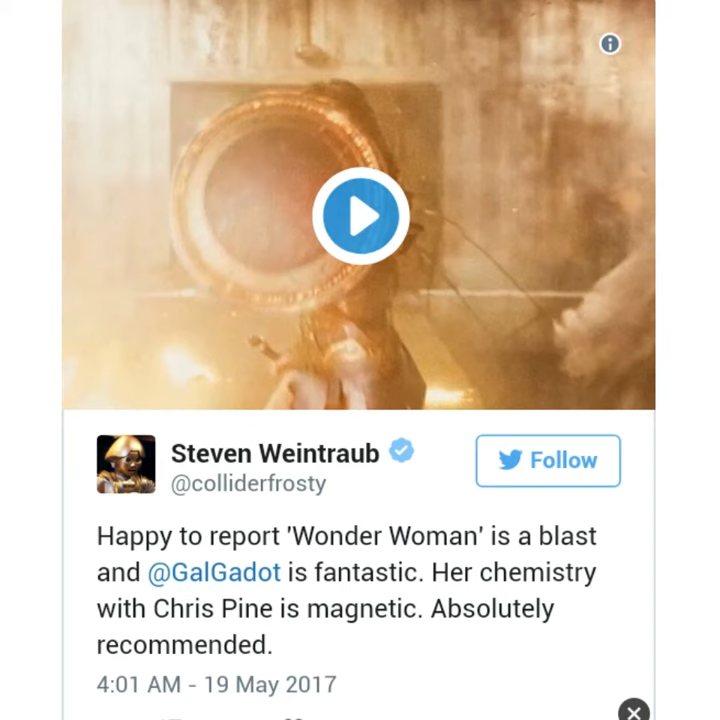 Steven Weintraub
Follow
@colliderfrosty
Happy to report 'Wonder Woman' is a blast
and @GalGadot is fantastic. Her chemistry
with Chris Pine is magnetic. Absolutely
recommended.
4:01 AM - 19 May 2017